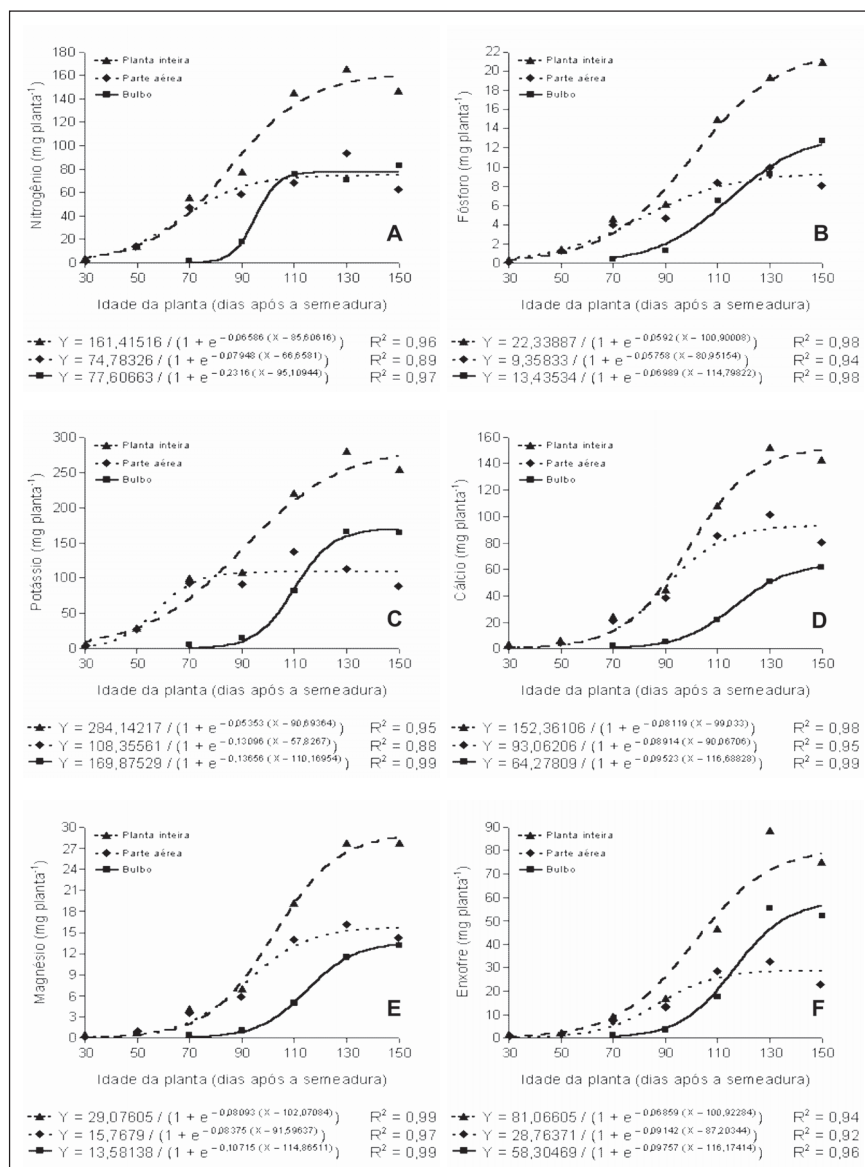 Nitrogênio (mg planta-1)
180
160
140
120
100
80
60
40
20
0
Planta inteira
Parte aérea
Bulbo
A
30 50 70 90 110 130 150
Idade da planta (dias após a semeadura)
Y = 161,41516 / (1 + e -0,06586 (X - 85,60616)) R2 = 0,96
Y = 74,78326 / (1 + e -0,07948 (X - 66,6581)) R2 = 0,89
Y = 77,60663 / (1 + e -0,2316 (X - 95,10944)) R2 = 0,97
Fósforo (mg planta-1)
22
20
18
16
14
12
10
8
6
4
2
0
Planta inteira
Parte aérea
Bulbo
B
30 50 70 90 110 130 150
Idade da planta (dias após a semeadura)
Y = 22,33887 / (1 + e -0,0592 (X - 100,90008)) R2 = 0,98
Y = 9,35833 / (1 + e -0,05758 (X - 80,95154)) R2 = 0,94
Y = 13,43534 / (1 + e -0,06989 (X - 114,79822)) R2 = 0,98
Potássio (mg planta-1)
300
250
200
150
100
50
0
Planta inteira
Parte aérea
Bulbo
C
30 50 70 90 110 130 150
Idade da planta (dias após a semeadura)
Y = 284,14217 / (1 + e -0,05353 (X - 90,69364)) R2 = 0,95
Y = 108,35561 / (1 + e -0,13096 (X - 57,8267)) R2 = 0,88
Y = 169,87529 / (1 + e -0,13656 (X - 110,16954)) R2 = 0,99
Cálcio (mg planta-1)
160
140
120
100
80
60
40
20
0
Planta inteira
Parte aérea
Bulbo
D
30 50 70 90 110 130 150
Idade da planta (dias após a semeadura)
Y = 152,36106 / (1 + e -0,08119 (X - 99,033)) R2 = 0,98
Y = 93,06206 / (1 + e -0,08914 (X - 90,06706)) R2 = 0,95
Y = 64,27809 / (1 + e -0,09523 (X - 116,68828)) R2 = 0,99
Magnésio (mg planta-1)
30
27
24
21
18
15
12
9
6
3
0
Planta inteira
Parte aérea
Bulbo
E
30 50 70 90 110 130 150
Idade da planta (dias após a semeadura)
Y = 29,07605 / (1 + e -0,08093 (X - 102,07084)) R2 = 0,99
Y = 15,7679 / (1 + e -0,08375 (X - 91,59637)) R2 = 0,97
Y = 13,58138 / (1 + e -0,10715 (X - 114,86511)) R2 = 0,99
Enxofre (mg planta-1)
90
80
70
60
50
40
30
20
10
0
Planta inteira
Parte aérea
Bulbo
F
30 50 70 90 110 130 150
Idade da planta (dias após a semeadura)
Y = 81,06605 / (1 + e -0,06859 (X - 100,92284)) R2 = 0,94
Y = 28,76371 / (1 + e -0,09142 (X - 87,20344)) R2 = 0,92
Y = 58,30469 / (1 + e -0,09757 (X - 116,17414)) R2 = 0,96